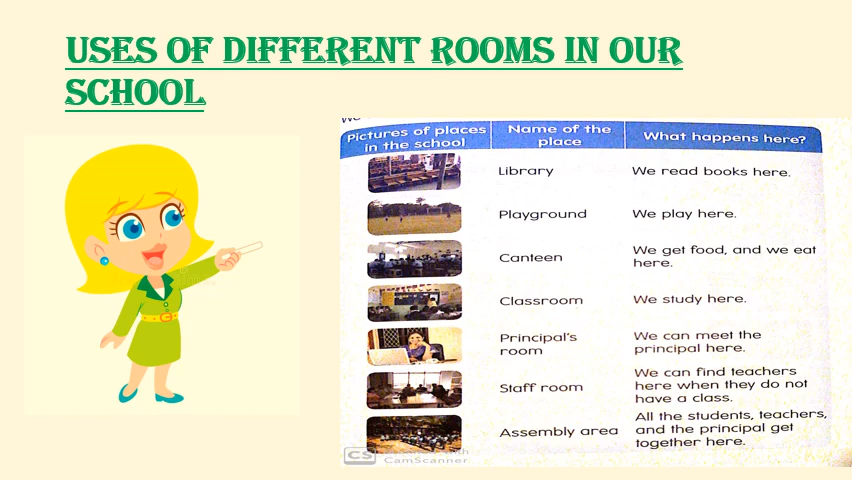 USES OF DIFFERENT ROOMS IN OUR
SCHOOL
Pictures of places
in the school
Name of the
place
What happens here?
Library
We read books here.
Playground
We play here.
Canteen
We get food, and we eat
here.
Classroom
We study here.
Principal's
room
We can meet the
principal here.
Staff room
We can find teachers
here when they do not
have a class.
Assembly area
All the students, teachers,
and the principal get
together here.
CS
CamScanner